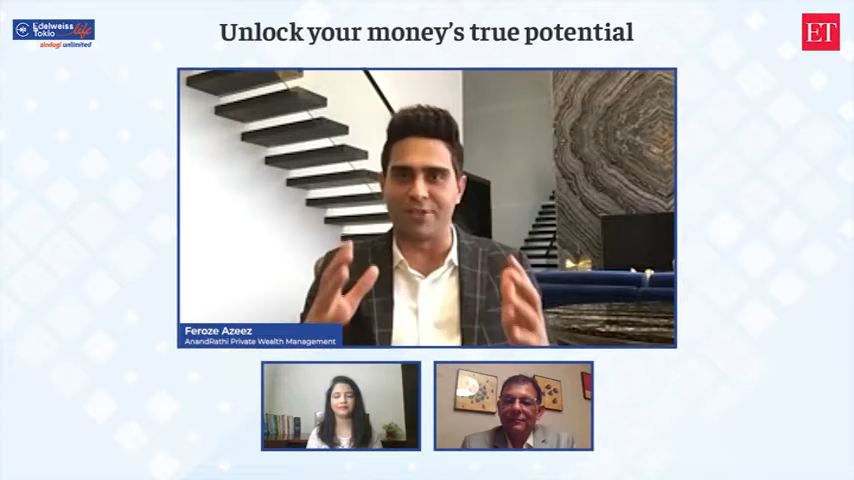 Edelweiss
Tokio life
zindagi unlimited
Unlock your money's true potential
ET
Feroze Azeez
AnandRathi Private Wealth Management